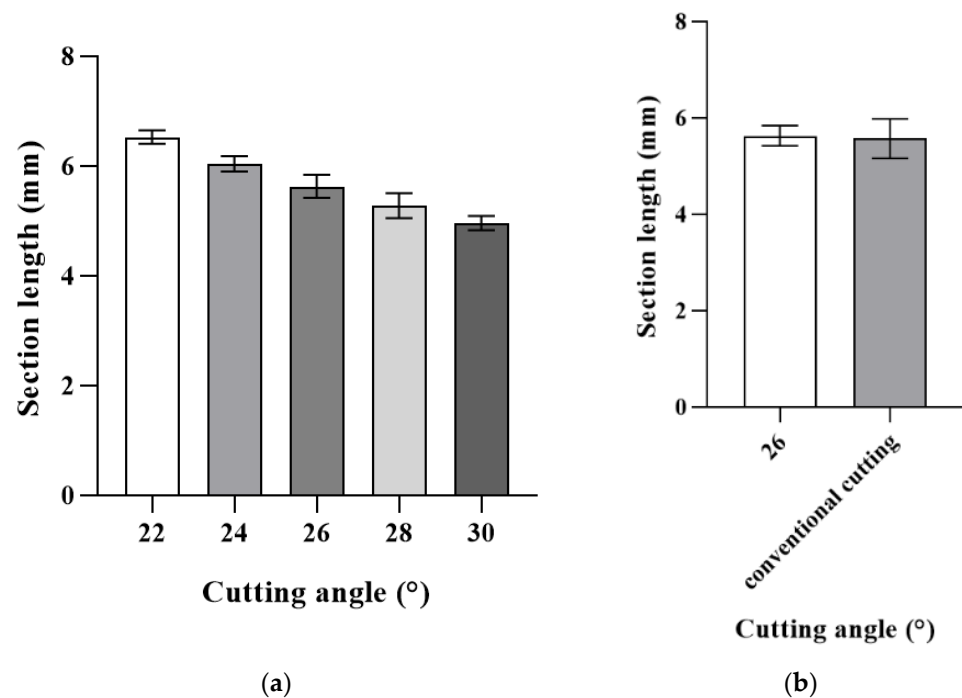 Section length (mm)
8
6
4
2
0
22 24 26 28 30
Cutting angle (°)
(a)
Section length (mm)
8
6
4
2
0
26
conventional cutting
Cutting angle (°)
(b)